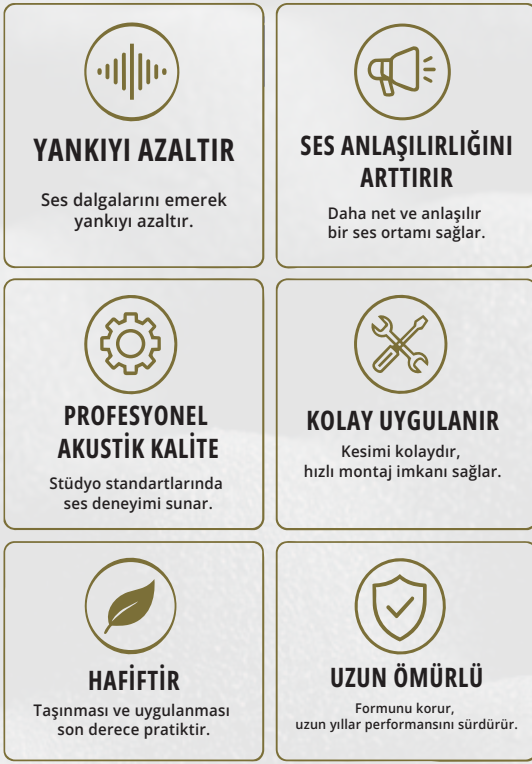 YANKIYI AZALTIR
Ses dalgalarını emerek
yankıyı azaltır.
SES ANLAŞILIRLIĞINI
ARTTIRIR
Daha net ve anlaşılır
bir ses ortamı sağlar.
PROFESYONEL
AKUSTİK KALİTE
Stüdyo standartlarında
ses deneyimi sunar.
KOLAY UYGULANIR
Kesimi kolaydır,
hızlı montaj imkanı sağlar.
HAFİFTİR
Taşınması ve uygulanması
son derece pratiktir.
UZUN ÖMÜRLÜ
Formunu korur,
uzun yıllar performansını sürdürür.